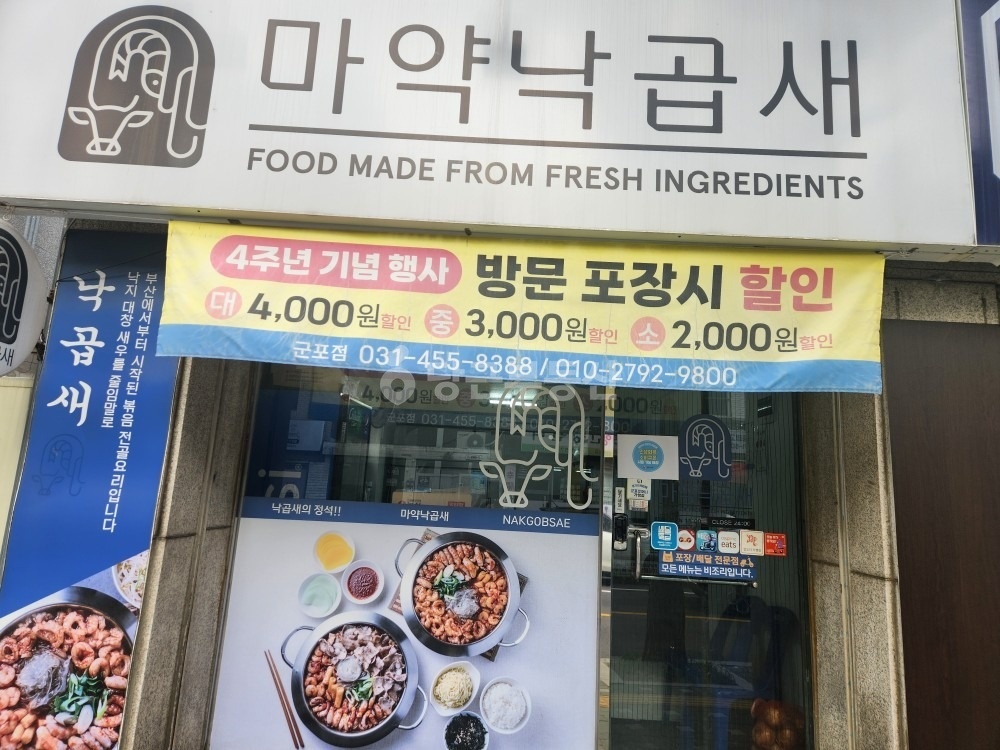 마약낙곱새
FOOD MADE FROM FRESH INGREDIENTS
4주년 기념 행사 방문 포장시 할인
대 4,000원할인 중 3,000원할인 소 2,000원할인
군포점 031-455-8388 / 010-2792-9800
낙곱새
부산에서부터 시작된 볶음 전골요리입니다
낙지 대창 새우를 줄임말로
낙곱새의 정석!!
마약낙곱새
NAKGOBSAE
CLOSE 24:00
eats
포장/배달 전문점
모든 메뉴는 비조리입니다.